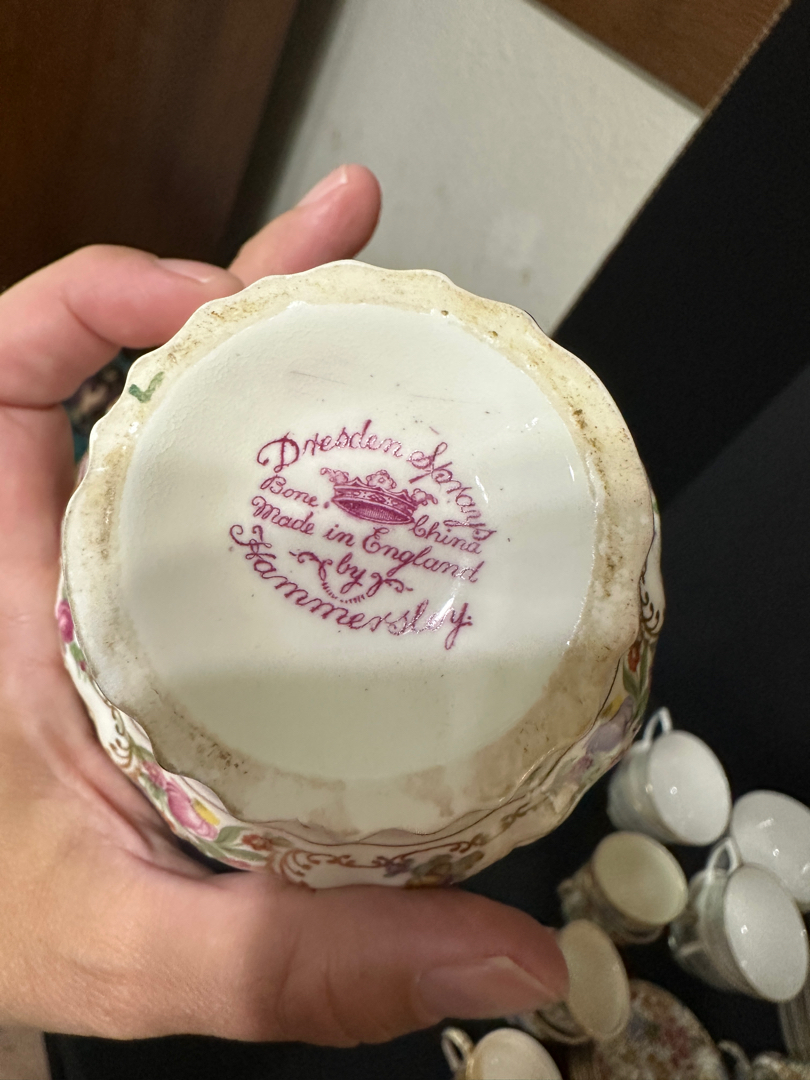 Dresden Sprays
Bone China
Made in England
by
Hammersley.